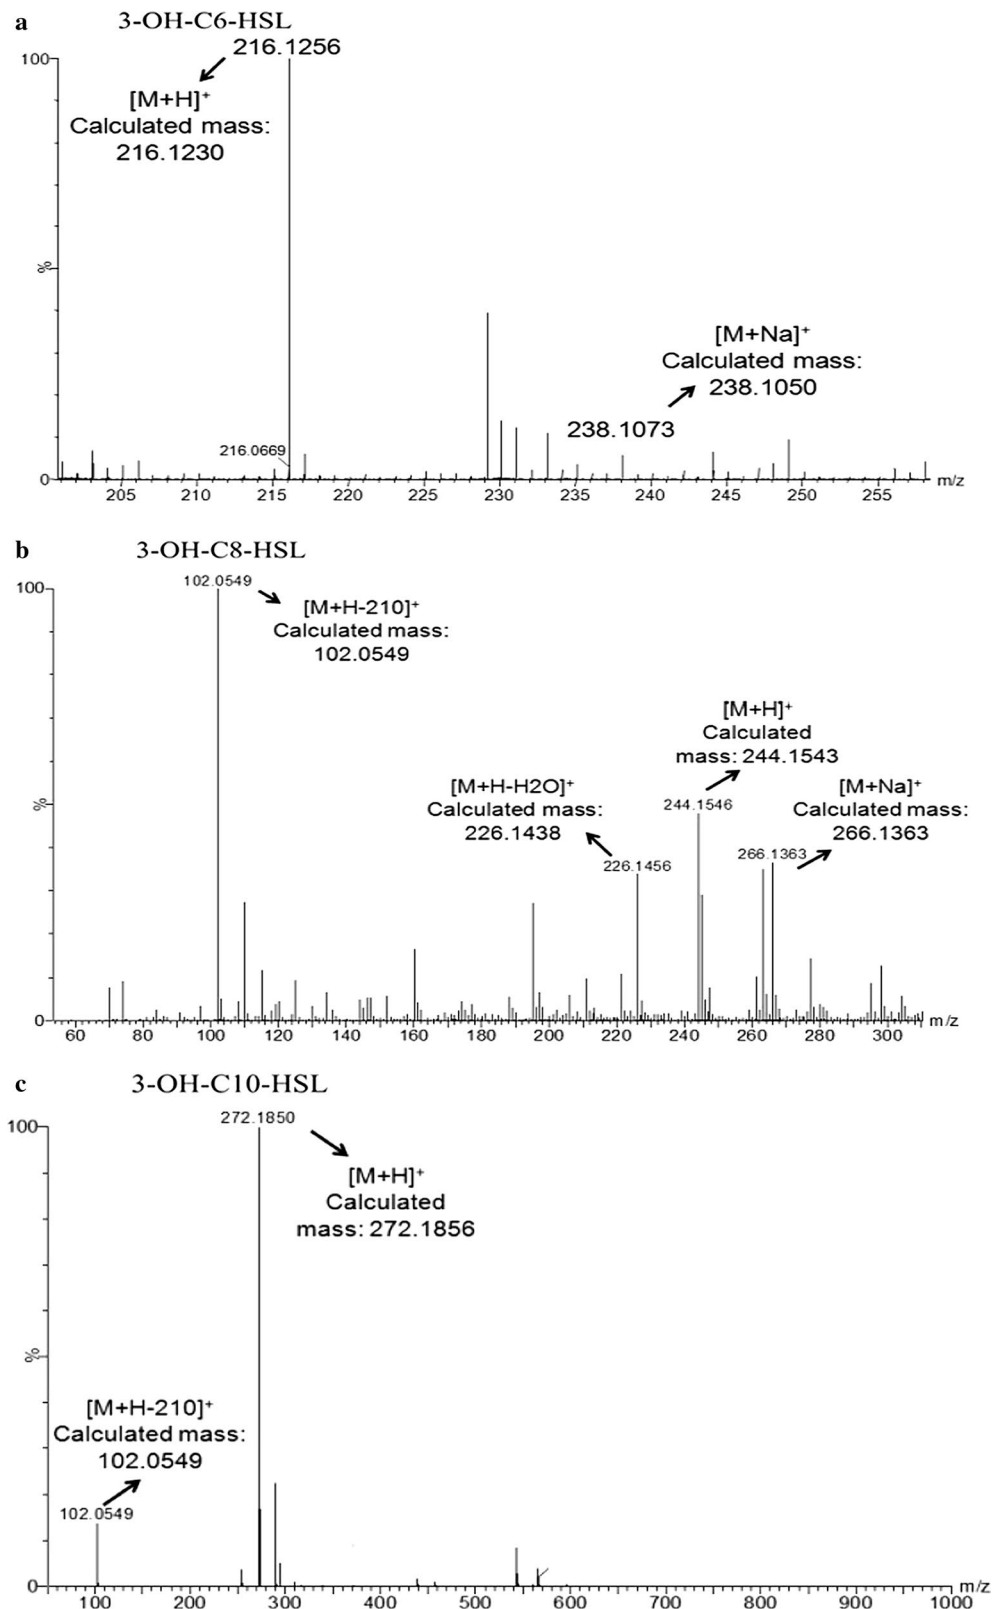 a
3-OH-C6-HSL
216.1256
100
[M+H]+
Calculated mass:
216.1230
%
[M+Na]+
Calculated mass:
238.1050
238.1073
216.0669
0
205 210 215 220 225 230 235 240 245 250 255 m/z
b
3-OH-C8-HSL
102.0549
100
[M+H-210]+
Calculated mass:
102.0549
[M+H]+
Calculated
mass: 244.1543
[M+H-H2O]+
Calculated mass:
226.1438
[M+Na]+
Calculated mass:
266.1363
%
244.1546
266.1363
226.1456
0
60 80 100 120 140 160 180 200 220 240 260 280 300 m/z
c
3-OH-C10-HSL
272.1850
100
[M+H]+
Calculated
mass: 272.1856
%
[M+H-210]+
Calculated mass:
102.0549
102.0549
0
100 200 300 400 500 600 700 800 900 1000 m/z